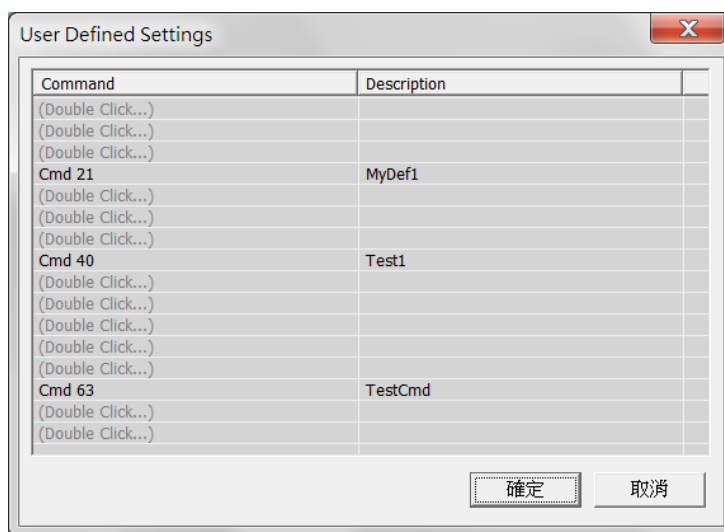 User Defined Settings
Command Description
(Double Click...)
(Double Click...)
(Double Click...)
Cmd 21 MyDef1
(Double Click...)
(Double Click...)
(Double Click...)
Cmd 40 Test1
(Double Click...)
(Double Click...)
(Double Click...)
(Double Click...)
(Double Click...)
Cmd 63 TestCmd
(Double Click...)
(Double Click...)
確定 取消